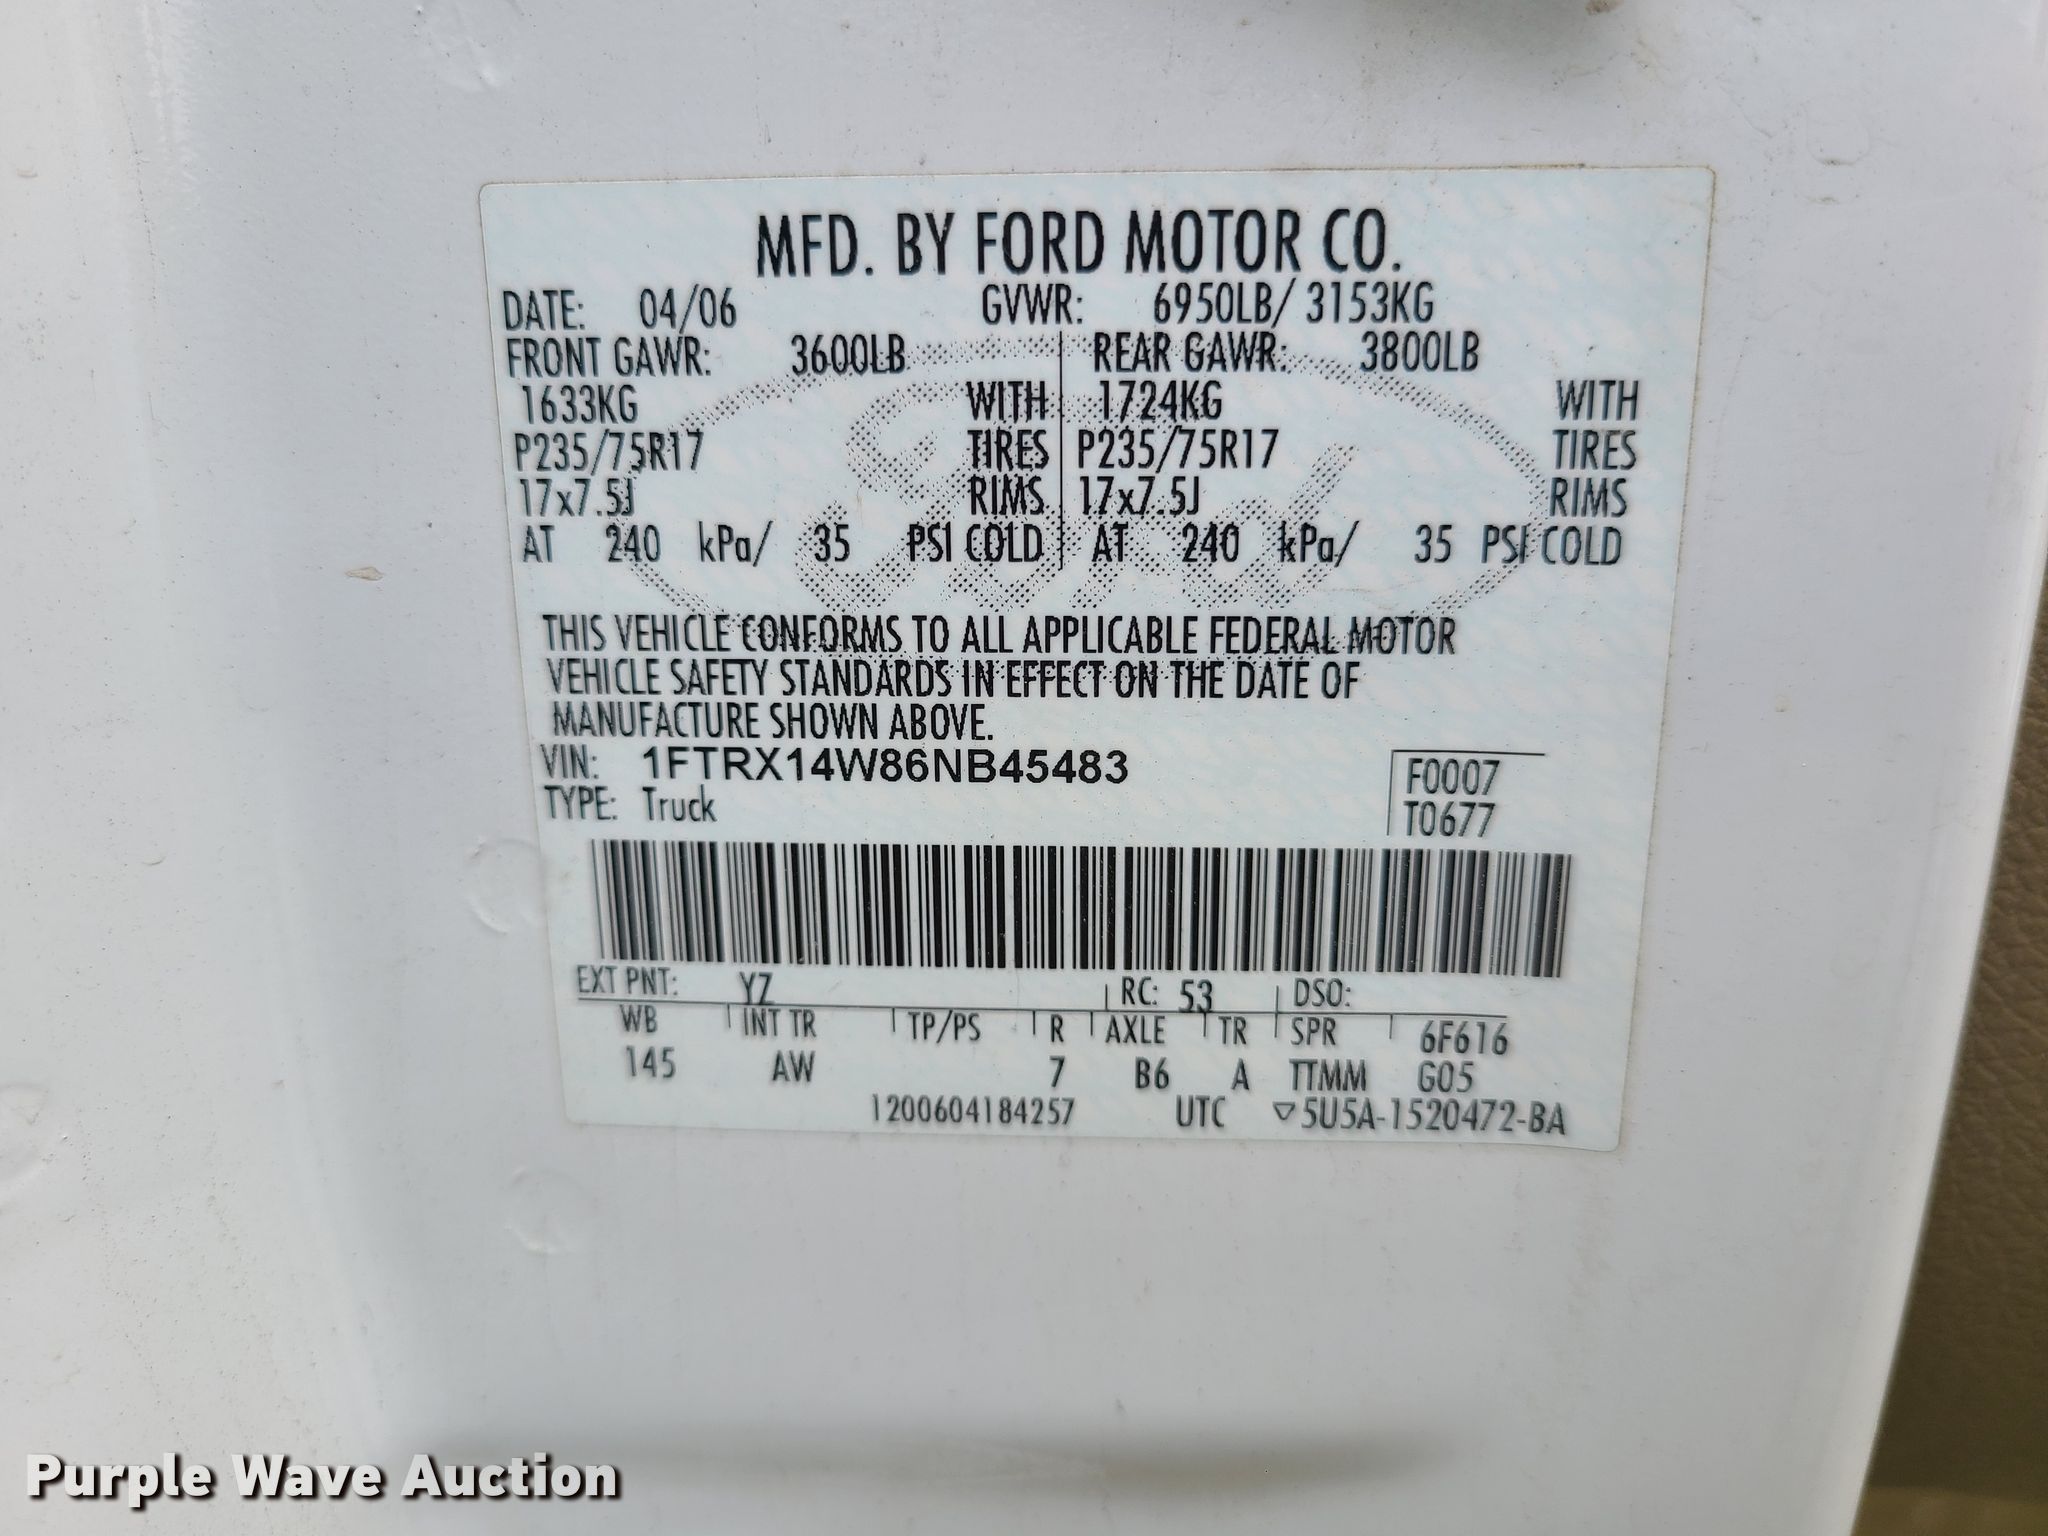 MFD. BY FORD MOTOR CO.
DATE: 04/06 GVWR: 6950LB/ 3153KG
FRONT GAWR: 3600LB REAR GAWR: 3800LB
1633KG WITH 1724KG WITH
P235/75R17 TIRES P235/75R17 TIRES
17x7.5J RIMS 17x7.5J RIMS
AT 240 kPa/ 35 PSI COLD AT 240 kPa/ 35 PSI COLD
Ford
THIS VEHICLE CONFORMS TO ALL APPLICABLE FEDERAL MOTOR
VEHICLE SAFETY STANDARDS IN EFFECT ON THE DATE OF
MANUFACTURE SHOWN ABOVE.
VIN: 1FTRX14W86NB45483 F0007
TYPE: Truck T0677
EXT PNT: YZ RC: 53 DSO:
WB INT TR TP/PS R AXLE TR SPR 6F616
145 AW 7 B6 A TTMM G05
1200604184257 UTC ▽5U5A-1520472-BA
Purple Wave Auction